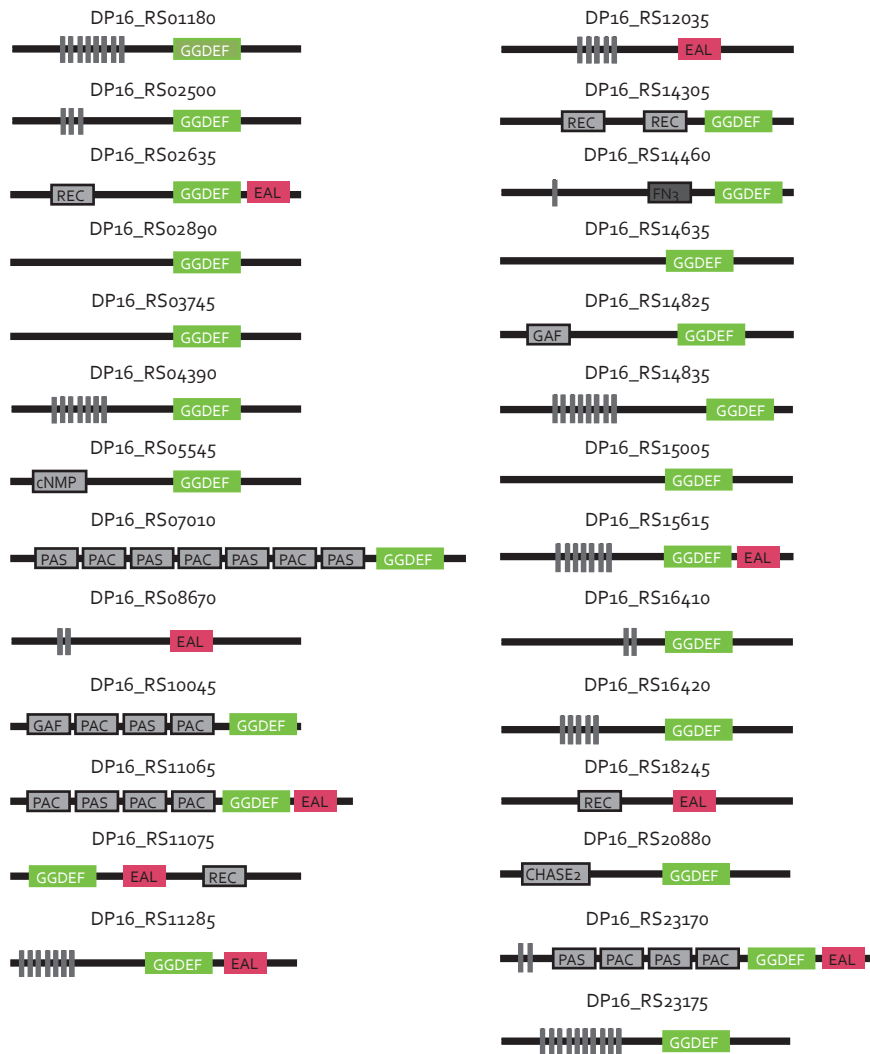 DP16_RS01180
GGDEF
DP16_RS02500
GGDEF
DP16_RS02635
REC GGDEF EAL
DP16_RS02890
GGDEF
DP16_RS03745
GGDEF
DP16_RS04390
GGDEF
DP16_RS05545
cNMP GGDEF
DP16_RS07010
PAS PAC PAS PAC PAS PAC PAS GGDEF
DP16_RS08670
EAL
DP16_RS10045
GAF PAC PAS PAC GGDEF
DP16_RS11065
PAC PAS PAC PAC GGDEF EAL
DP16_RS11075
GGDEF EAL REC
DP16_RS11285
GGDEF EAL
DP16_RS12035
EAL
DP16_RS14305
REC REC GGDEF
DP16_RS14460
FN3 GGDEF
DP16_RS14635
GGDEF
DP16_RS14825
GAF GGDEF
DP16_RS14835
GGDEF
DP16_RS15005
GGDEF
DP16_RS15615
GGDEF EAL
DP16_RS16410
GGDEF
DP16_RS16420
GGDEF
DP16_RS18245
REC EAL
DP16_RS20880
CHASE2 GGDEF
DP16_RS23170
PAS PAC PAS PAC GGDEF EAL
DP16_RS23175
GGDEF